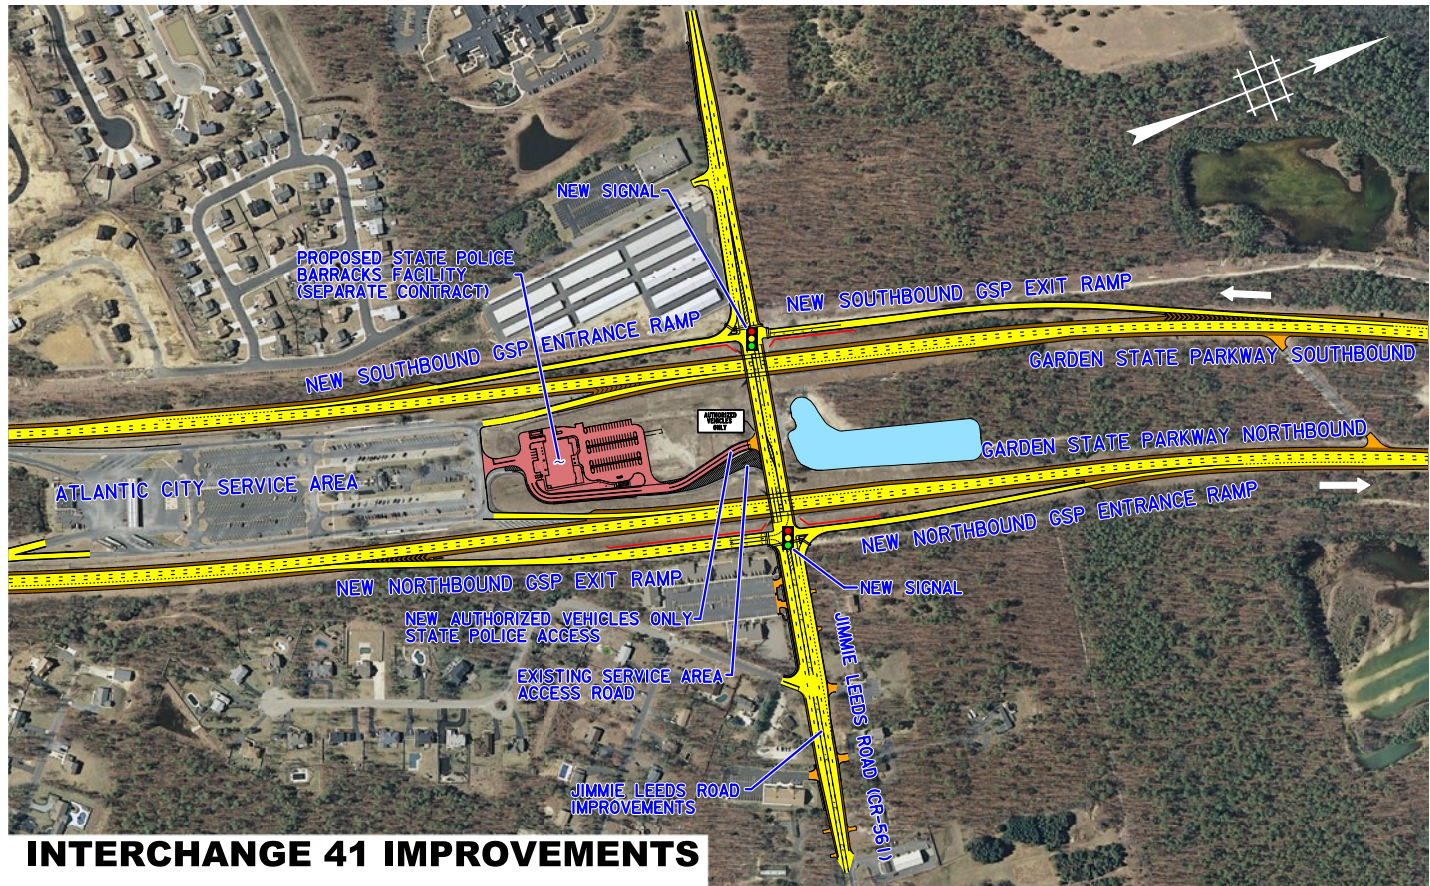 NEW SIGNAL
PROPOSED STATE POLICE
BARRACKS FACILITY
(SEPARATE CONTRACT)
NEW SOUTHBOUND GSP EXIT RAMP
NEW SOUTHBOUND GSP ENTRANCE RAMP
GARDEN STATE PARKWAY SOUTHBOUND
AUTHORIZED
VEHICLES
ONLY
GARDEN STATE PARKWAY NORTHBOUND
ATLANTIC CITY SERVICE AREA
NEW NORTHBOUND GSP ENTRANCE RAMP
NEW NORTHBOUND GSP EXIT RAMP
NEW SIGNAL
NEW AUTHORIZED VEHICLES ONLY
STATE POLICE ACCESS
EXISTING SERVICE AREA
ACCESS ROAD
JIMMIE LEEDS ROAD (CR-561)
JIMMIE LEEDS ROAD
IMPROVEMENTS
INTERCHANGE 41 IMPROVEMENTS